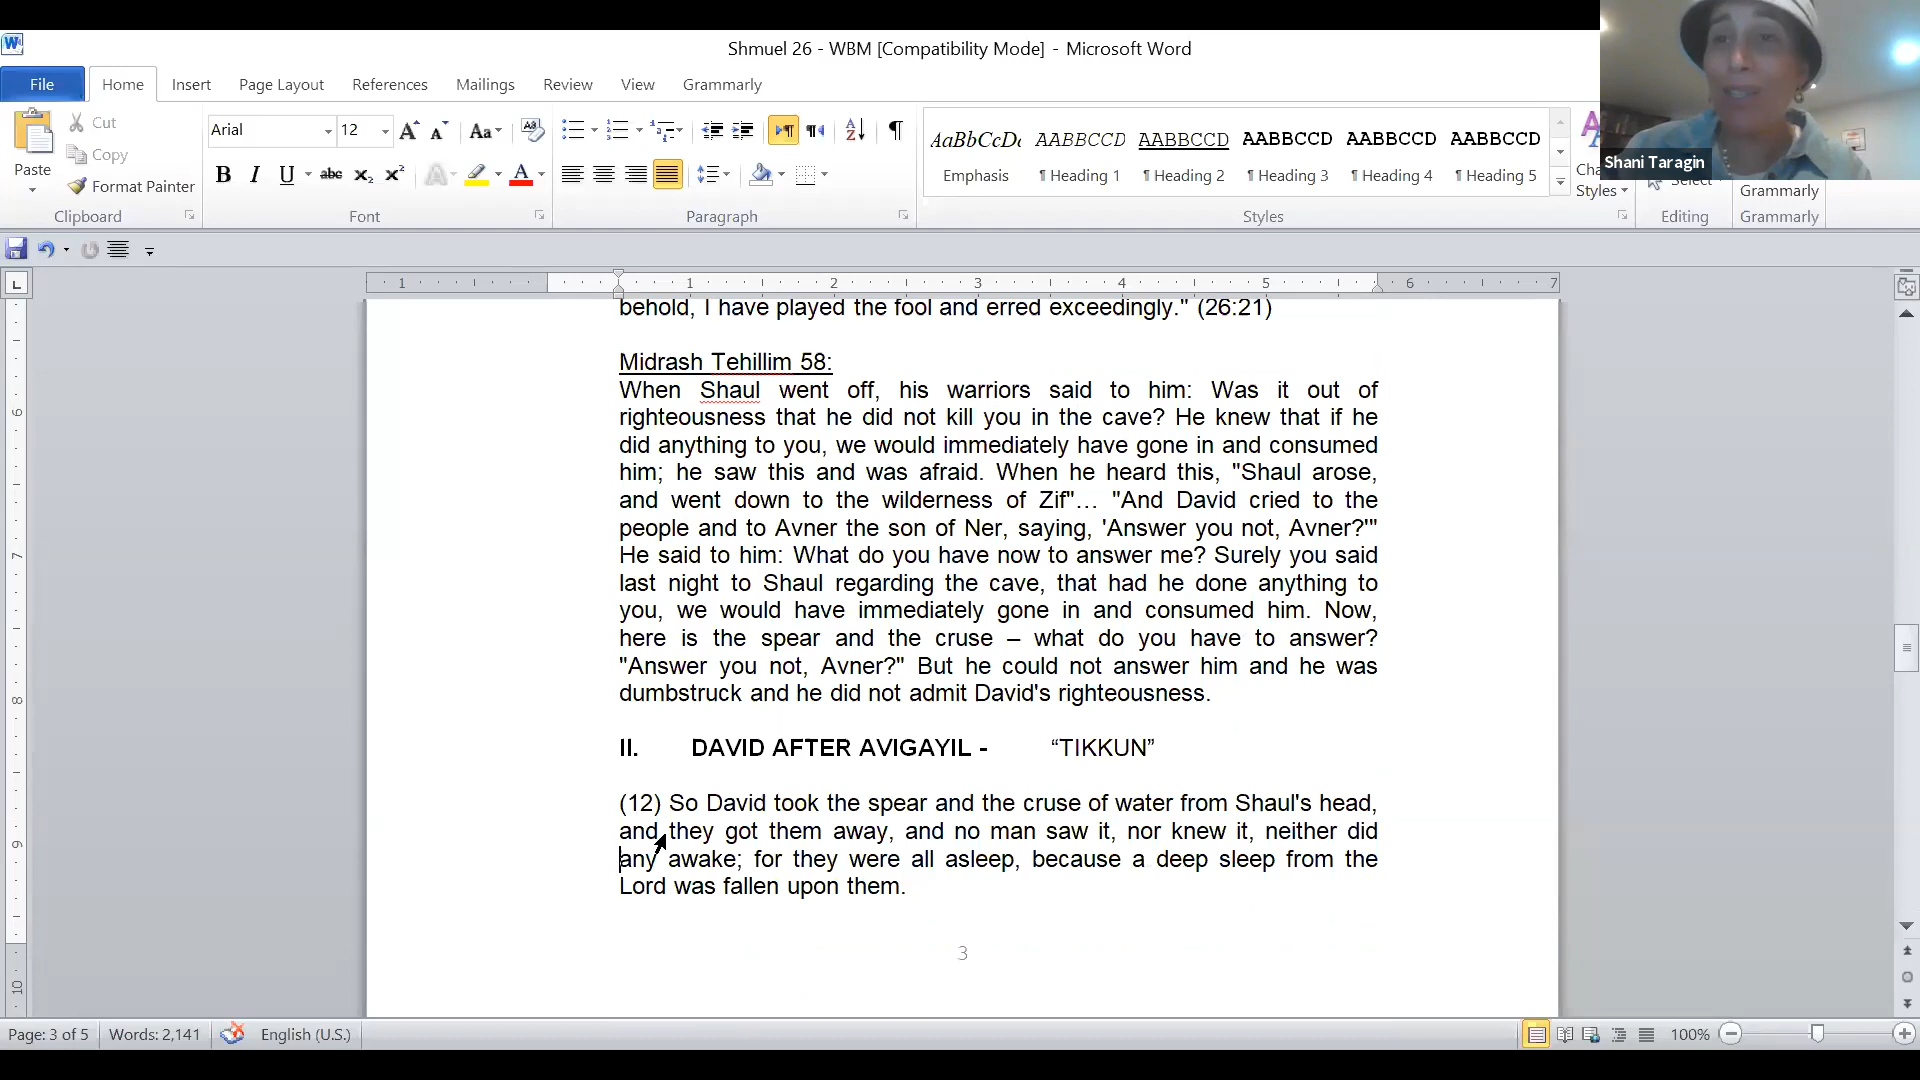 Shmuel 26 - WBM [Compatibility Mode] - Microsoft Word
File Home Insert Page Layout References Mailings Review View Grammarly
Paste
Cut
Copy
Format Painter
Clipboard
Arial 12
Font
Paragraph
AaBbCcDc AABBCCD AABBCCD AABBCCD AABBCCD AABBCCD
Emphasis ¶ Heading 1 ¶ Heading 2 ¶ Heading 3 ¶ Heading 4 ¶ Heading 5
Styles
Styles
Select
Editing
Grammarly
Grammarly
Shani Taragin
1 1 2 3 4 5 6 7
behold, I have played the fool and erred exceedingly." (26:21)
Midrash Tehillim 58:
When Shaul went off, his warriors said to him: Was it out of
righteousness that he did not kill you in the cave? He knew that if he
did anything to you, we would immediately have gone in and consumed
him; he saw this and was afraid. When he heard this, "Shaul arose,
and went down to the wilderness of Zif"… "And David cried to the
people and to Avner the son of Ner, saying, 'Answer you not, Avner?'"
He said to him: What do you have now to answer me? Surely you said
last night to Shaul regarding the cave, that had he done anything to
you, we would have immediately gone in and consumed him. Now,
here is the spear and the cruse – what do you have to answer?
"Answer you not, Avner?" But he could not answer him and he was
dumbstruck and he did not admit David's righteousness.
II. DAVID AFTER AVIGAYIL - “TIKKUN”
(12) So David took the spear and the cruse of water from Shaul's head,
and they got them away, and no man saw it, nor knew it, neither did
any awake; for they were all asleep, because a deep sleep from the
Lord was fallen upon them.
3
Page: 3 of 5 Words: 2,141 English (U.S.) 100%